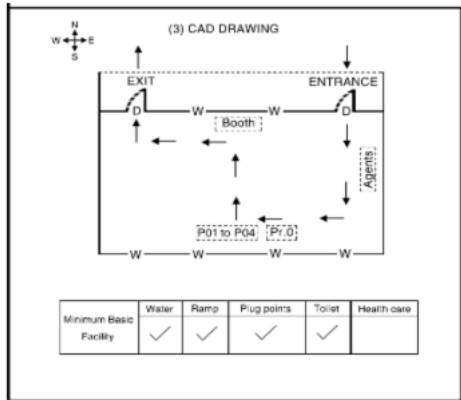 (3) CAD DRAWING
N
W E
S
EXIT ENTRANCE
D W W D
Booth
Agents
P01 to P04 Pr.0
W W W W
Minimum Basic Facility Water Ramp Plug points Toilet Health care